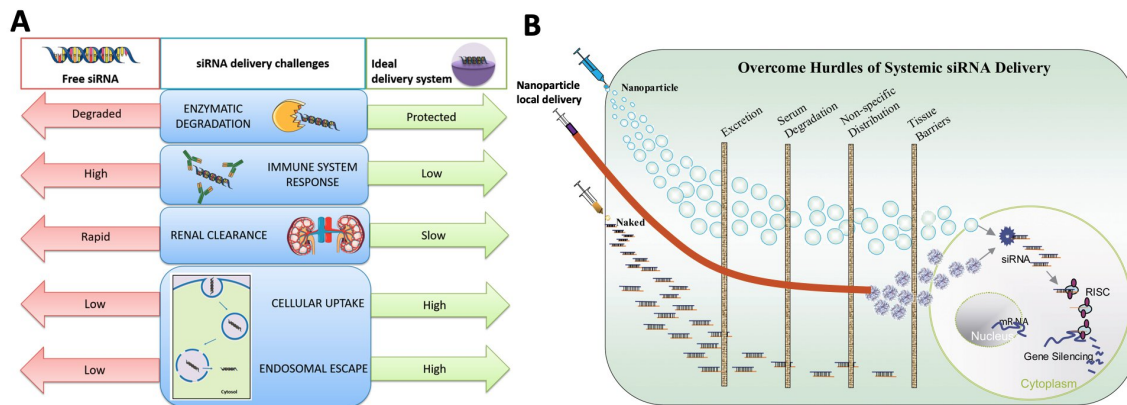 A
Free siRNA
siRNA delivery challenges
Ideal
delivery system
Degraded
ENZYMATIC
DEGRADATION
Protected
High
IMMUNE SYSTEM
RESPONSE
Low
Rapid
RENAL CLEARANCE
Slow
Low
CELLULAR UPTAKE
High
Low
ENDOSOMAL ESCAPE
High
Cytosol
B
Overcome Hurdles of Systemic siRNA Delivery
Nanoparticle
local delivery
Nanoparticle
Naked
Excretion
Serum
Degradation
Non-specific
Distribution
Tissue
Barriers
siRNA
RISC
mRNA
Nucleus
Gene Silencing
Cytoplasm